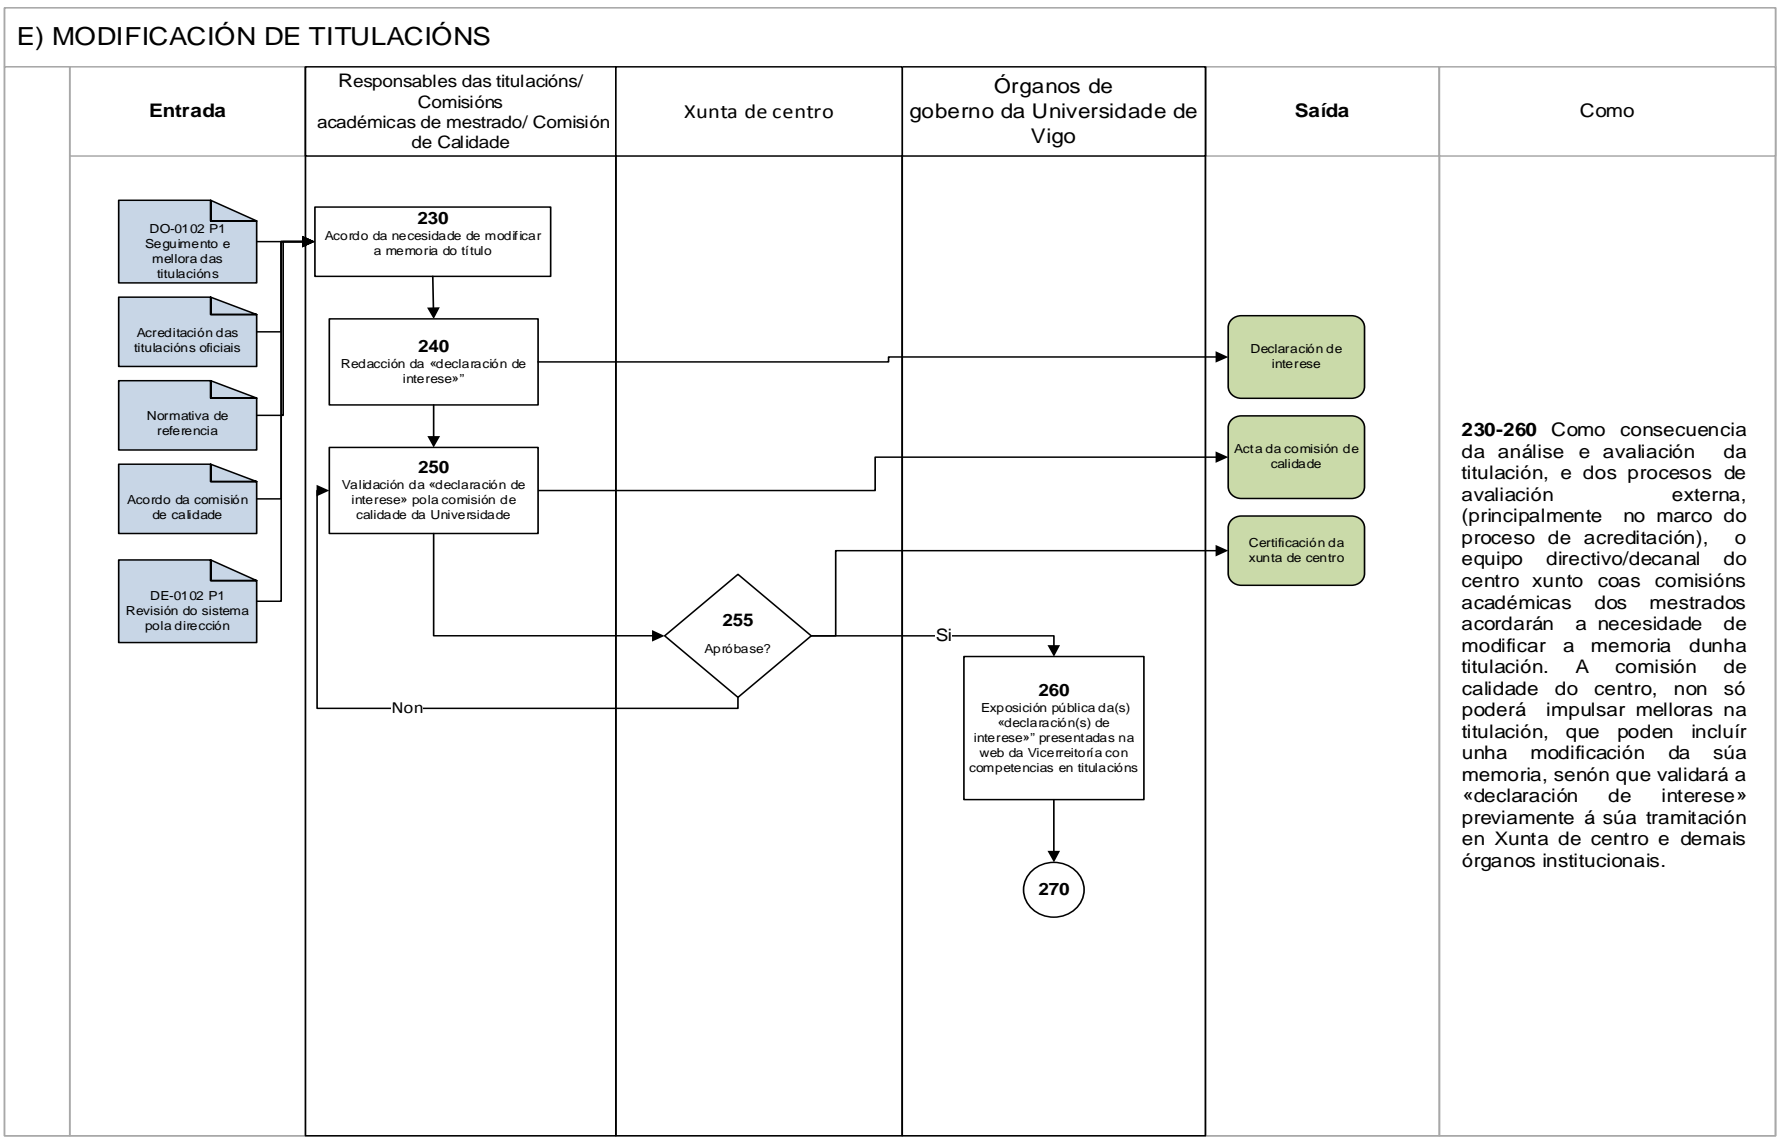 E) MODIFICACIÓN DE TITULACIÓNS
Entrada
Responsables das titulacións/
Comisións
académicas de mestrado/ Comisión
de Calidade
Xunta de centro
Órganos de
goberno da Universidade de
Vigo
Saída
Como
DO-0102 P1
Seguimento e
mellora das
titulacións
Acreditación das
titulacións oficiais
Normativa de
referencia
Acordo da comisión
de calidade
DE-0102 P1
Revisión do sistema
pola dirección
230
Acordo da necesidade de modificar
a memoria do título
240
Redacción da «declaración de
interese»"
250
Validación da «declaración de
interese» pola comisión de
calidade da Universidade
255
Apróbase?
Non
Si
260
Exposición pública da(s)
«declaración(s) de
interese»" presentadas na
web da Vicerreitoría con
competencias en titulacións
270
Declaración de
interese
Acta da comisión de
calidade
Certificación da
xunta de centro
230-260 Como consecuencia
da análise e avaliación da
titulación, e dos procesos de
avaliación externa,
(principalmente no marco do
proceso de acreditación), o
equipo directivo/decanal do
centro xunto coas comisións
académicas dos mestrados
acordarán a necesidade de
modificar a memoria dunha
titulación. A comisión de
calidade do centro, non só
poderá impulsar melloras na
titulación, que poden incluír
unha modificación da súa
memoria, senón que validará a
«declaración de interese»
previamente á súa tramitación
en Xunta de centro e demais
órganos institucionais.